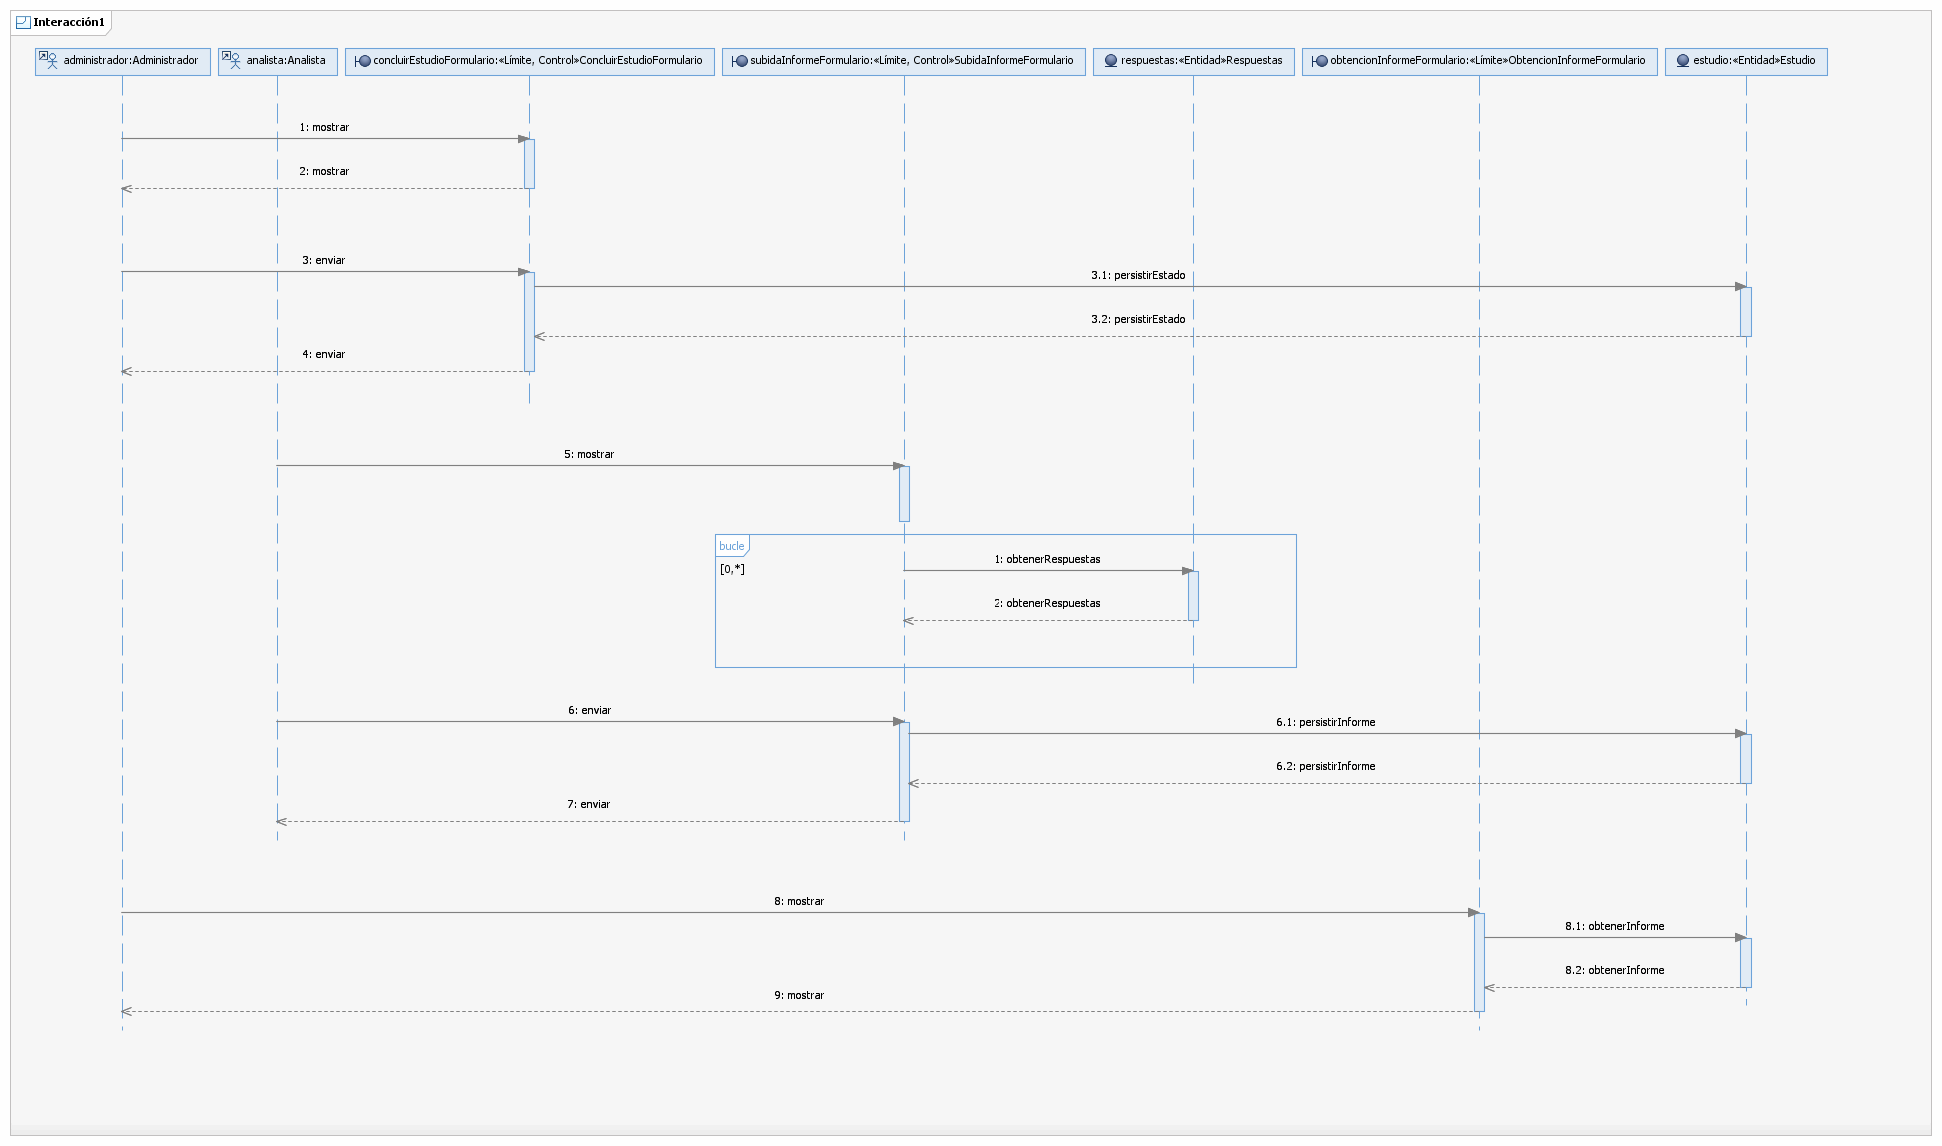 Interacción1
administrador:Administrador
analista:Analista
concluirEstudioFormulario:«Límite, Control»ConcluirEstudioFormulario
subidaInformeFormulario:«Límite, Control»SubidaInformeFormulario
respuestas:«Entidad»Respuestas
obtencionInformeFormulario:«Límite»ObtencionInformeFormulario
estudio:«Entidad»Estudio
1: mostrar
2: mostrar
3: enviar
3.1: persistirEstado
3.2: persistirEstado
4: enviar
5: mostrar
bucle
[0,*]
1: obtenerRespuestas
2: obtenerRespuestas
6: enviar
6.1: persistirInforme
6.2: persistirInforme
7: enviar
8: mostrar
8.1: obtenerInforme
8.2: obtenerInforme
9: mostrar